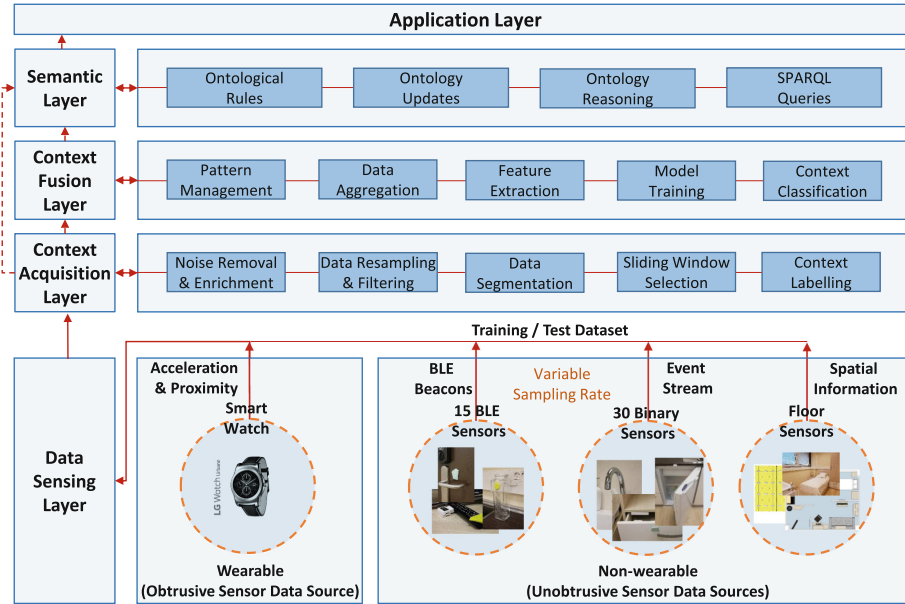 Application Layer
Semantic
Layer
Ontological
Rules
Ontology
Updates
Ontology
Reasoning
SPARQL
Queries
Context
Fusion
Layer
Pattern
Management
Data
Aggregation
Feature
Extraction
Model
Training
Context
Classification
Context
Acquisition
Layer
Noise Removal
& Enrichment
Data Resampling
& Filtering
Data
Segmentation
Sliding Window
Selection
Context
Labelling
Training / Test Dataset
Data
Sensing
Layer
Acceleration
& Proximity
Smart
Watch
LG Watch Urbane
Wearable
(Obtrusive Sensor Data Source)
BLE
Beacons
Variable
Sampling Rate
Event
Stream
Spatial
Information
15 BLE
Sensors
30 Binary
Sensors
Floor
Sensors
Non-wearable
(Unobtrusive Sensor Data Sources)